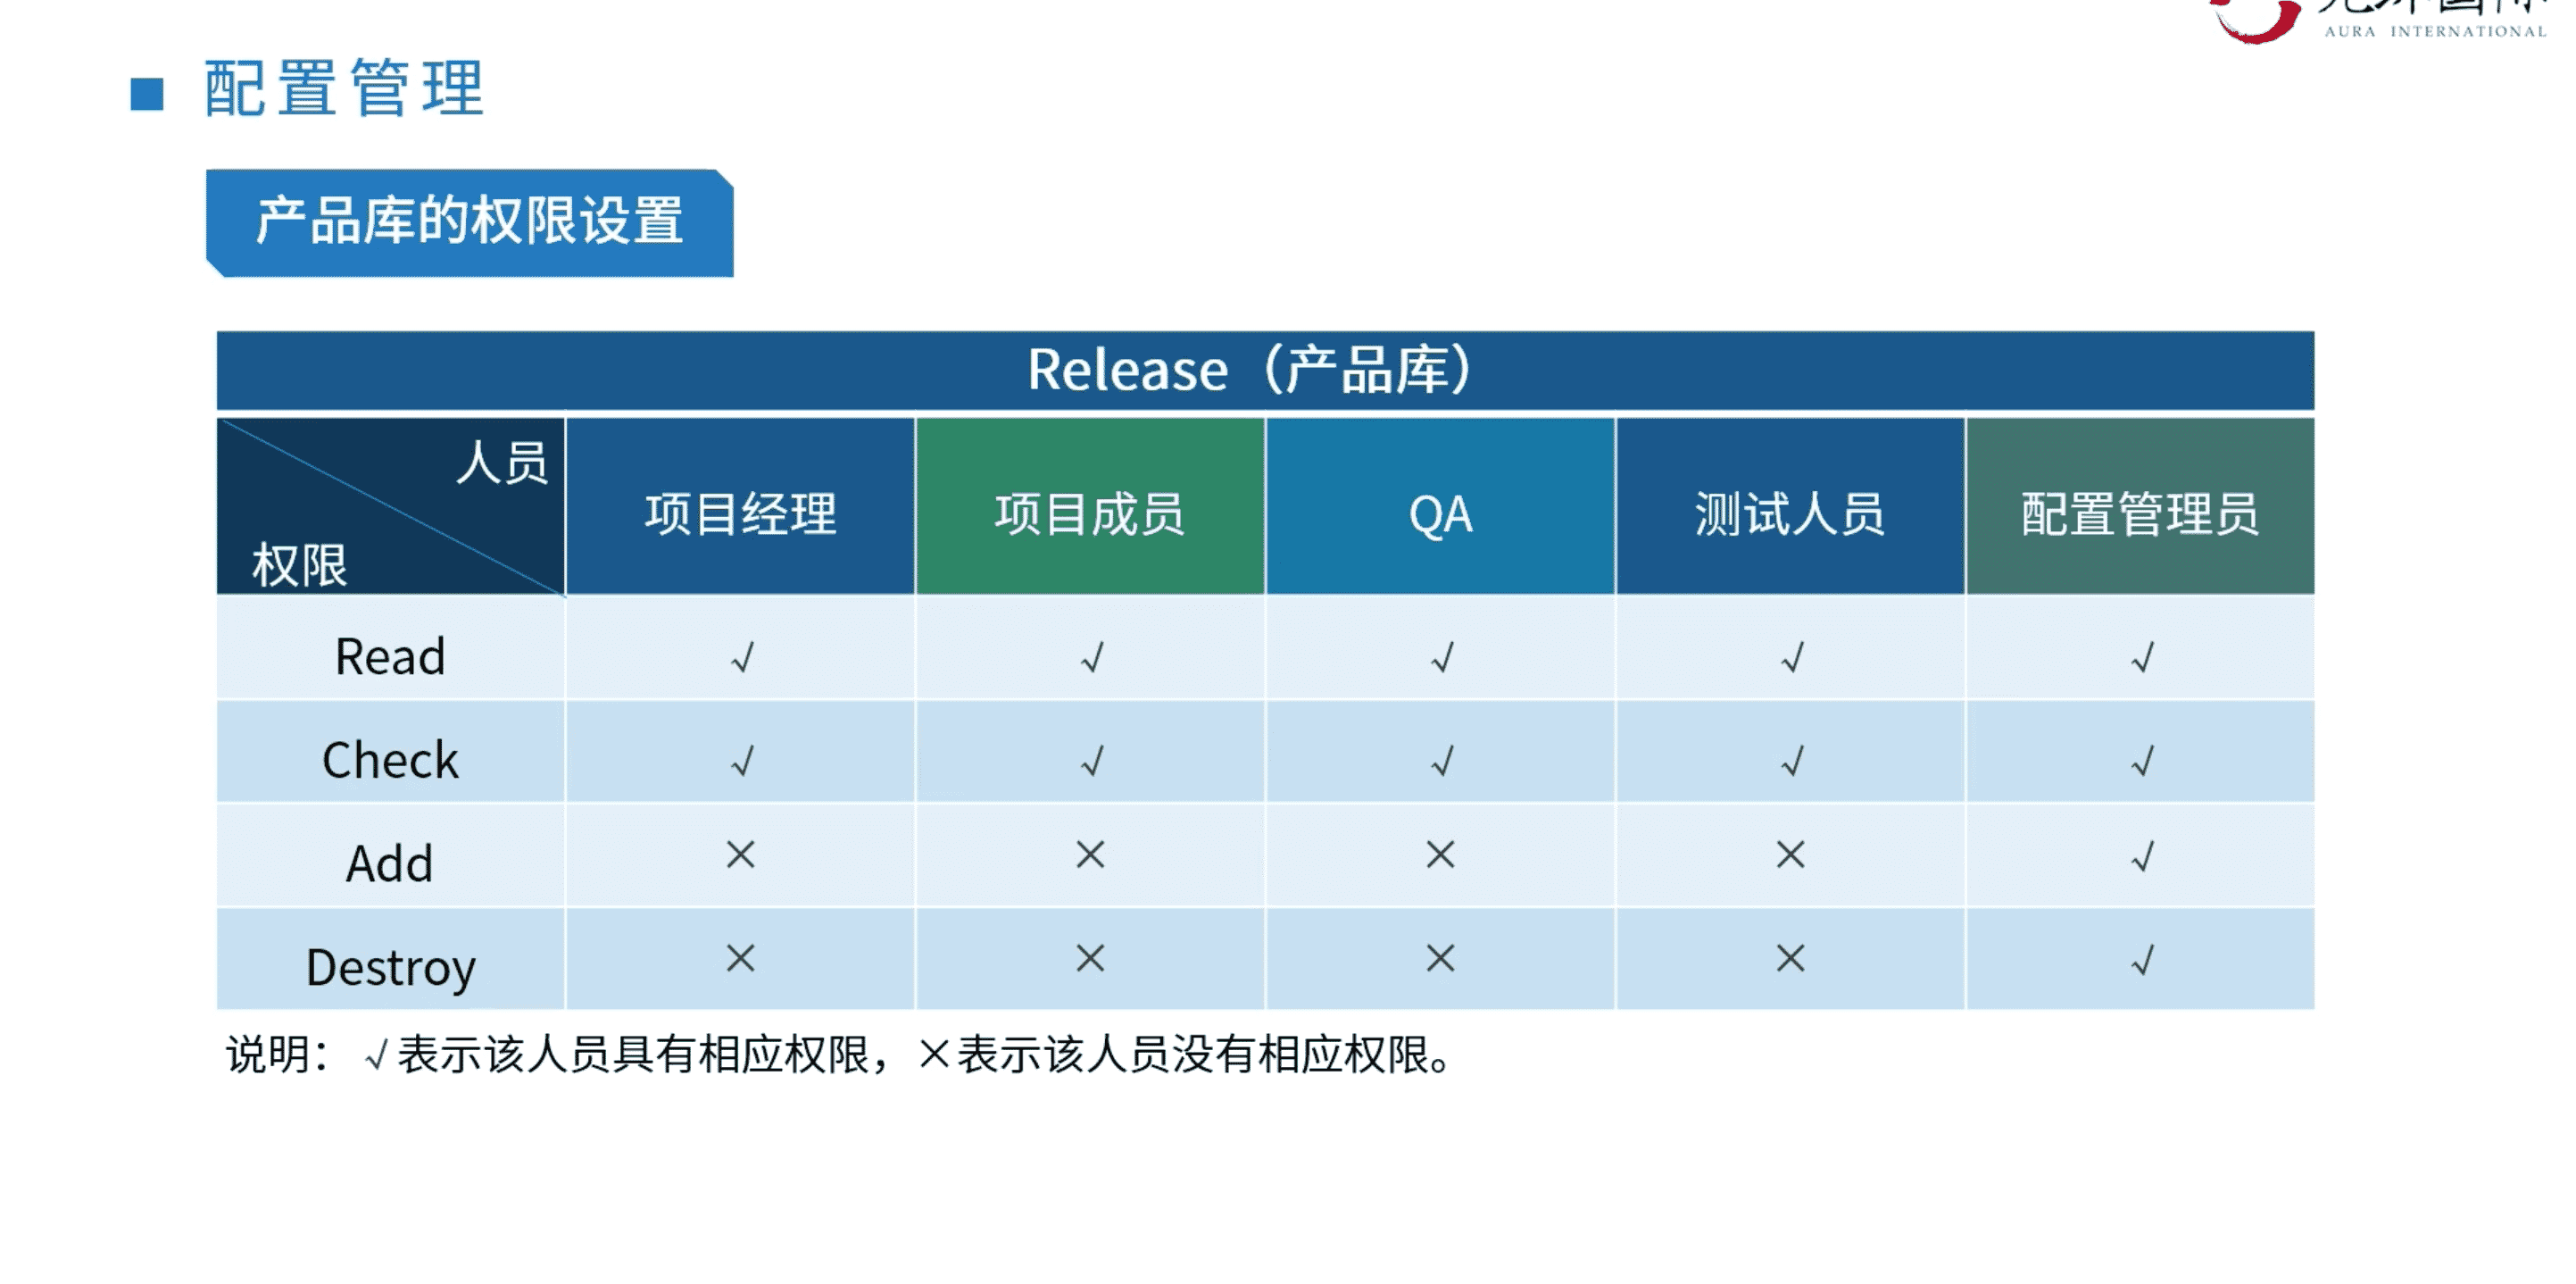 AURA INTERNATIONAL
配置管理
产品库的权限设置
Release（产品库）
人员
权限
项目经理 项目成员 QA 测试人员 配置管理员
Read √ √ √ √ √
Check √ √ √ √ √
Add × × × × √
Destroy × × × × √
说明：√表示该人员具有相应权限，×表示该人员没有相应权限。